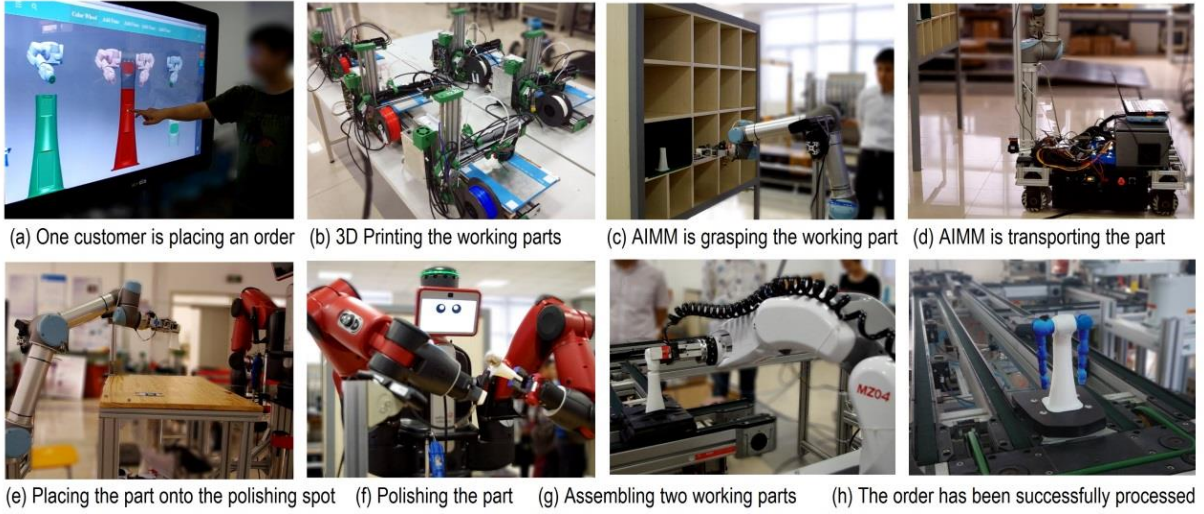 Color Wheel
(a) One customer is placing an order
(b) 3D Printing the working parts
(c) AIMM is grasping the working part
(d) AIMM is transporting the part
MZ04
(e) Placing the part onto the polishing spot
(f) Polishing the part
(g) Assembling two working parts
(h) The order has been successfully processed